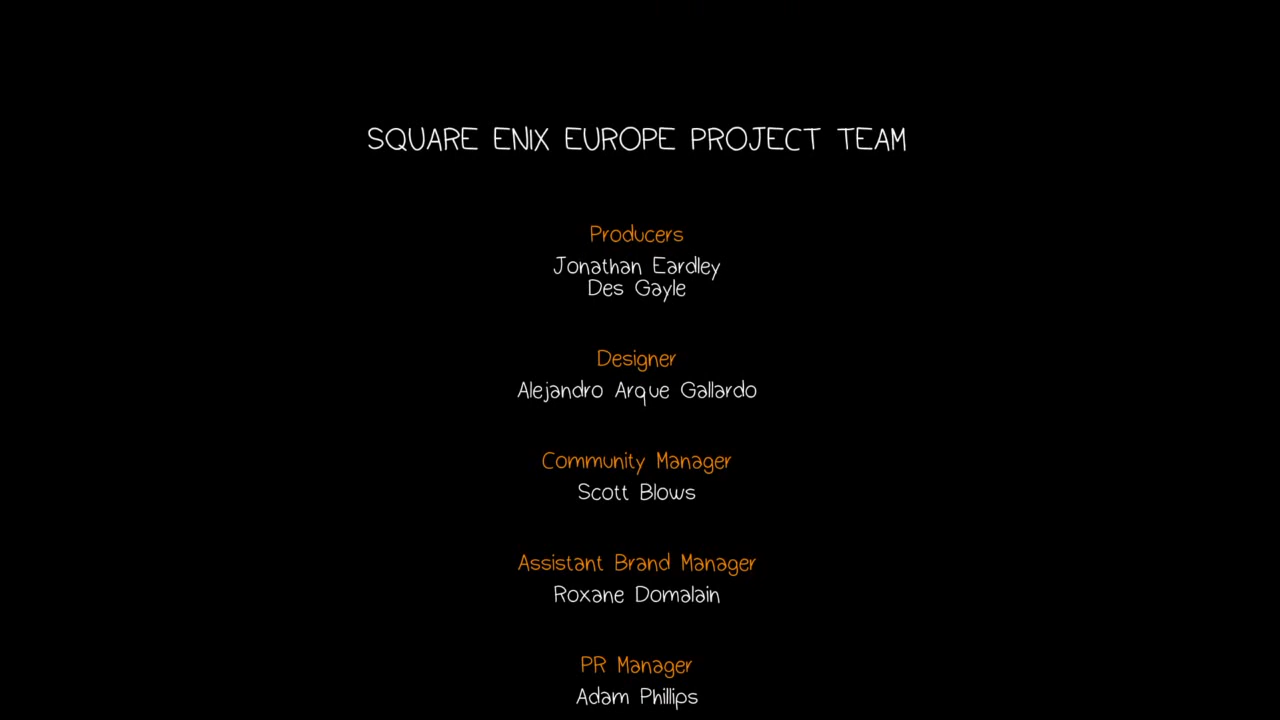 SQUARE ENIX EUROPE PROJECT TEAM
Producers
Jonathan Eardley
Des Gayle
Designer
Alejandro Arque Gallardo
Community Manager
Scott Blows
Assistant Brand Manager
Roxane Domalain
PR Manager
Adam Phillips